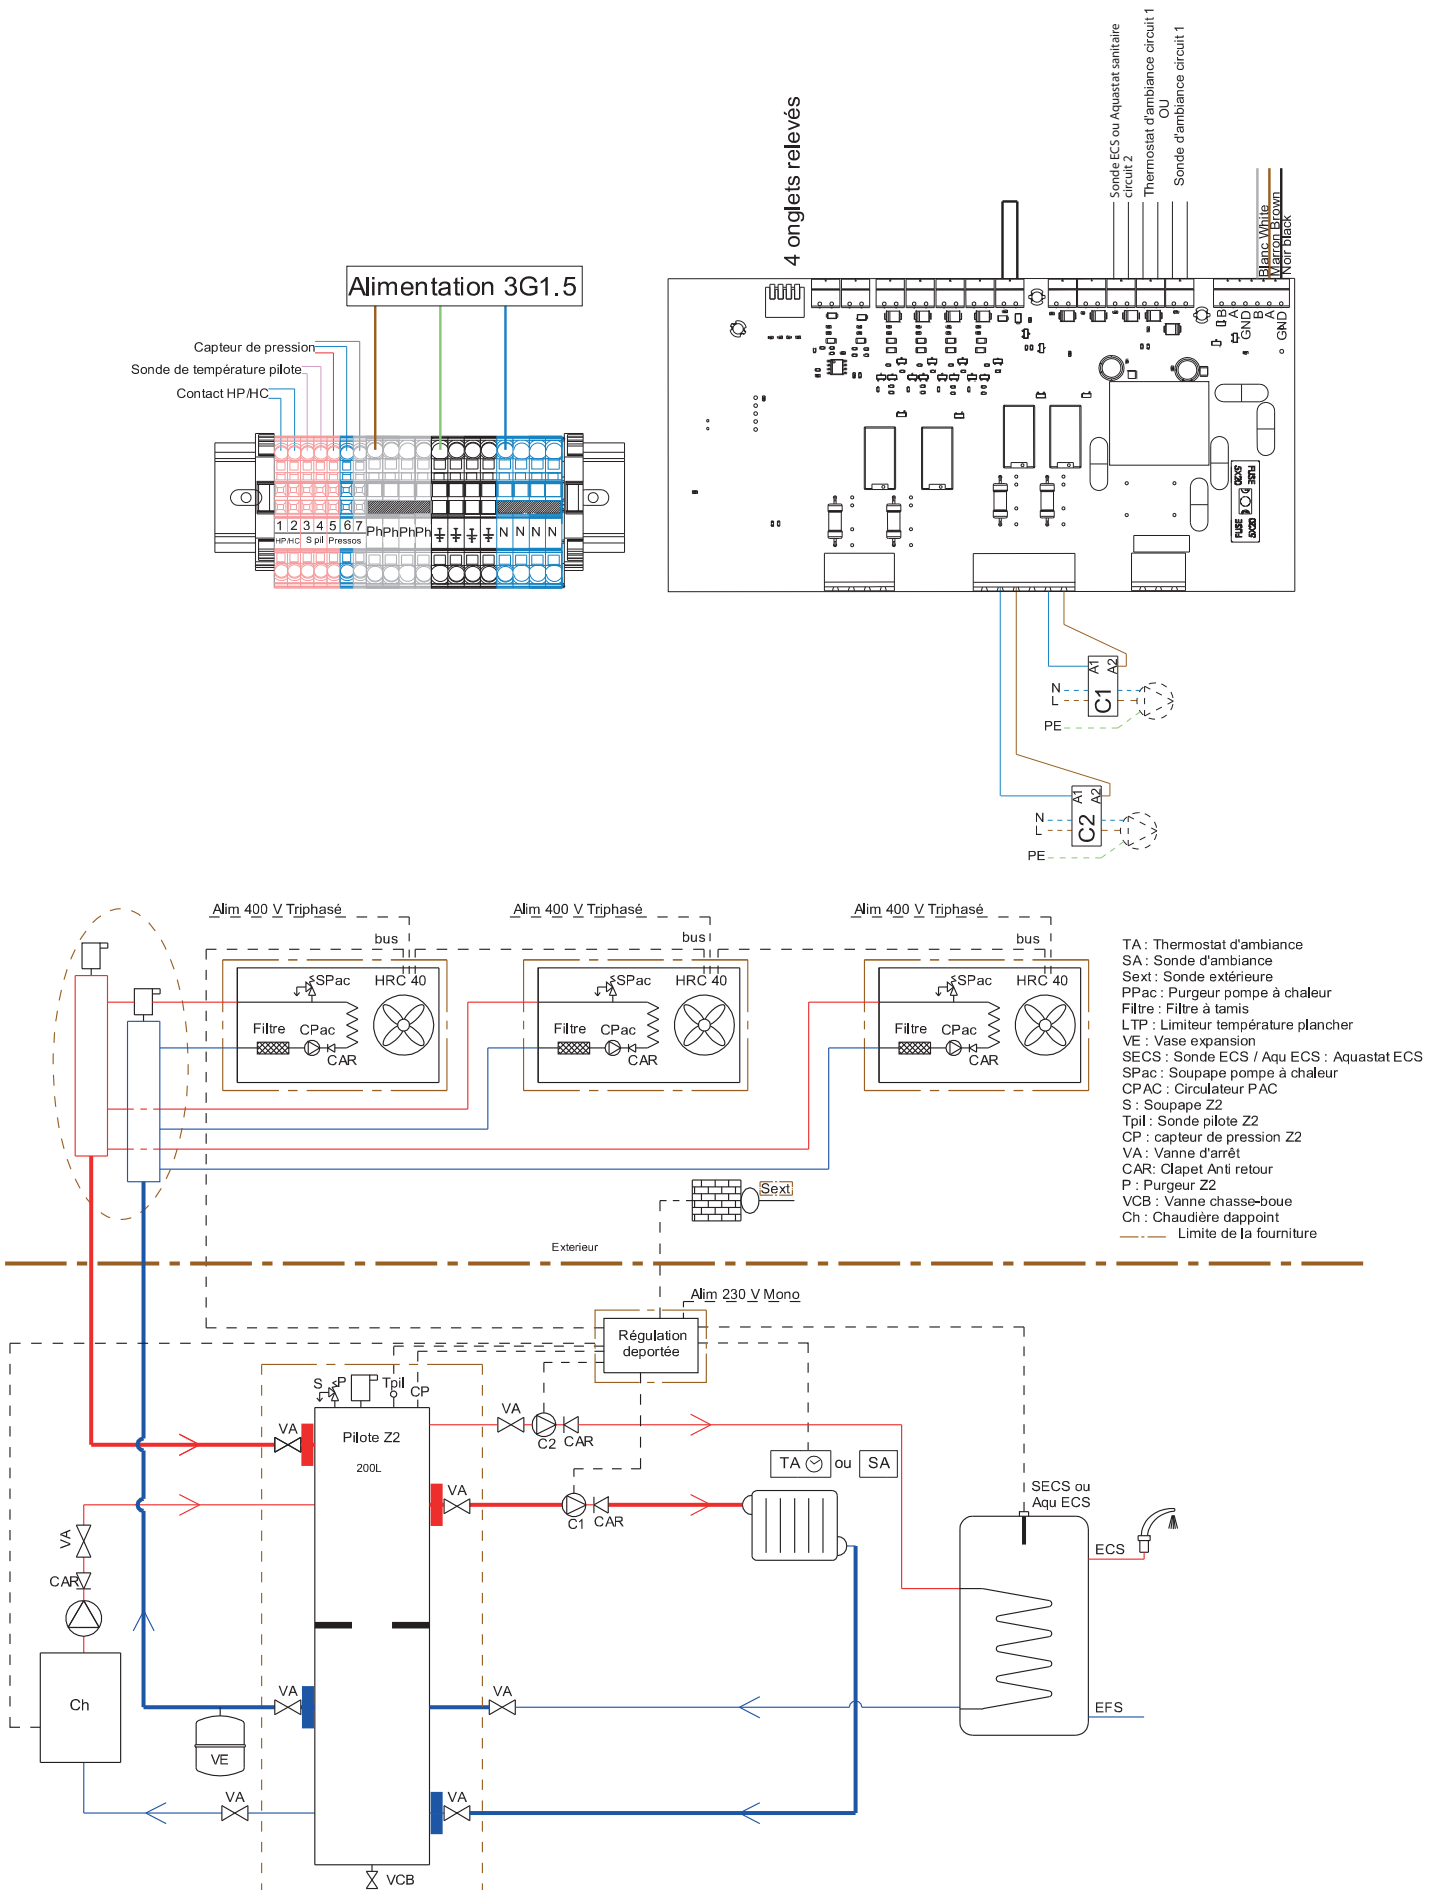 4 onglets relevés
Sonde ECS ou Aquastat sanitaire
circuit 2
Thermostat d'ambiance circuit 1
OU
Sonde d'ambiance circuit 1
Blanc White
Marron Brown
Noir black
Alimentation 3G1.5
Capteur de pression
Sonde de température pilote
Contact HP/HC
1 2 3 4 5 6 7 Ph Ph Ph Ph N N N N
HP/HC S pil Pressos
B A GND B A GND
FUSE 5X20
FUSE 5X20
A1 A2
C1
N
L
PE
A1 A2
C2
N
L
PE
Alim 400 V Triphasé
Alim 400 V Triphasé
Alim 400 V Triphasé
bus
bus
bus
SPac HRC 40
SPac HRC 40
SPac HRC 40
Filtre CPac
CAR
Filtre CPac
CAR
Filtre CPac
CAR
TA : Thermostat d'ambiance
SA : Sonde d'ambiance
Sext : Sonde extérieure
PPac : Purgeur pompe à chaleur
Filtre : Filtre à tamis
LTP : Limiteur température plancher
VE : Vase expansion
SECS : Sonde ECS / Aqu ECS : Aquastat ECS
SPac : Soupape pompe à chaleur
CPAC : Circulateur PAC
S : Soupape Z2
Tpil : Sonde pilote Z2
CP : capteur de pression Z2
VA : Vanne d'arrêt
CAR: Clapet Anti retour
P : Purgeur Z2
VCB : Vanne chasse-boue
Ch : Chaudière dappoint
Limite de la fourniture
Sext
Exterieur
Alim 230 V Mono
Régulation
deportée
S P Tpil CP
VA
Pilote Z2
200L
VA
C2 CAR
TA ou SA
VA
C1 CAR
SECS ou
Aqu ECS
ECS
VA
CAR
Ch
VA
VE
VA
EFS
VA
VA
VCB